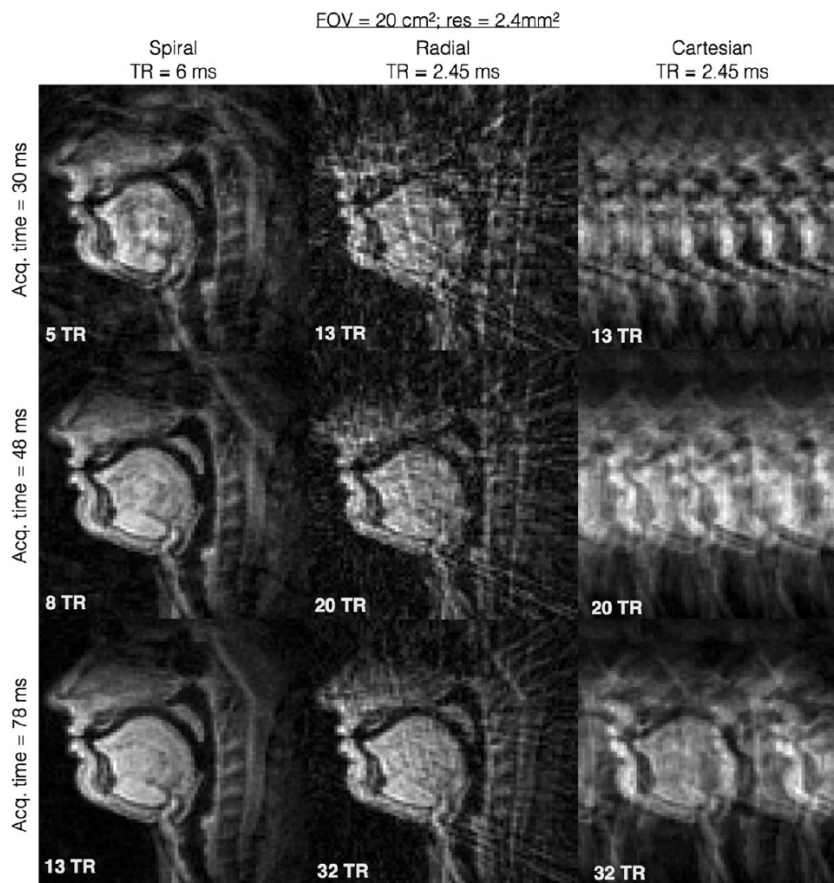 FOV = 20 cm²; res = 2.4mm²
Spiral
TR = 6 ms
Radial
TR = 2.45 ms
Cartesian
TR = 2.45 ms
Acq. time = 30 ms
5 TR
13 TR
13 TR
Acq. time = 48 ms
8 TR
20 TR
20 TR
Acq. time = 78 ms
13 TR
32 TR
32 TR